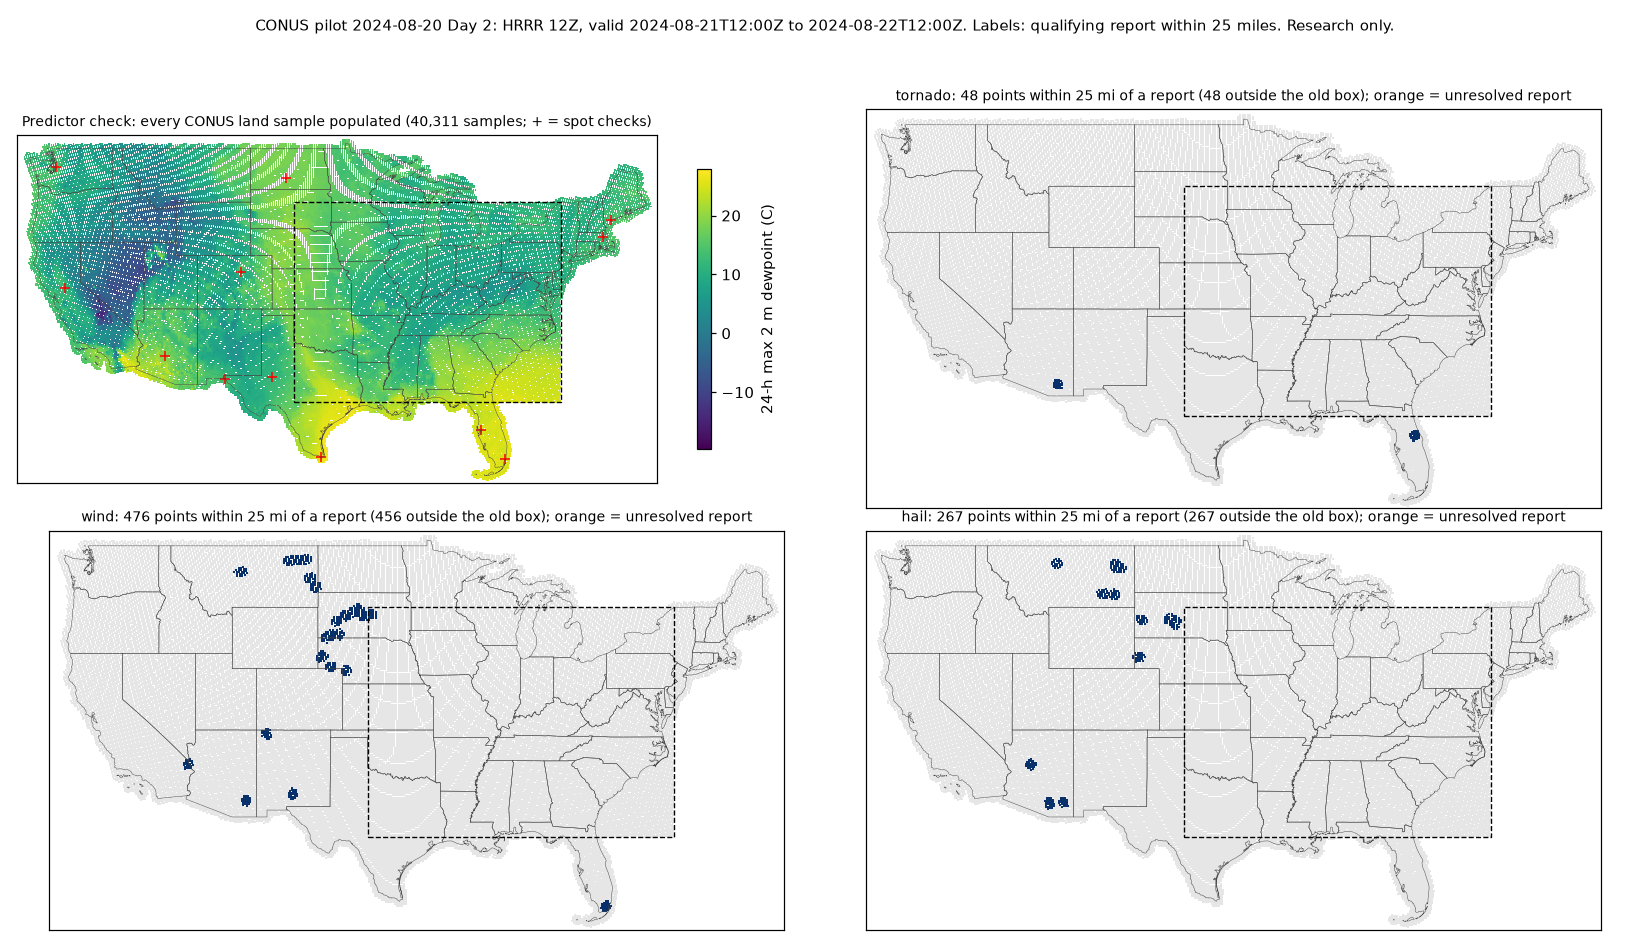 CONUS pilot 2024-08-20 Day 2: HRRR 12Z, valid 2024-08-21T12:00Z to 2024-08-22T12:00Z. Labels: qualifying report within 25 miles. Research only.
Predictor check: every CONUS land sample populated (40,311 samples; + = spot checks)
20
10
0
−10
24-h max 2 m dewpoint (C)
tornado: 48 points within 25 mi of a report (48 outside the old box); orange = unresolved report
wind: 476 points within 25 mi of a report (456 outside the old box); orange = unresolved report
hail: 267 points within 25 mi of a report (267 outside the old box); orange = unresolved report